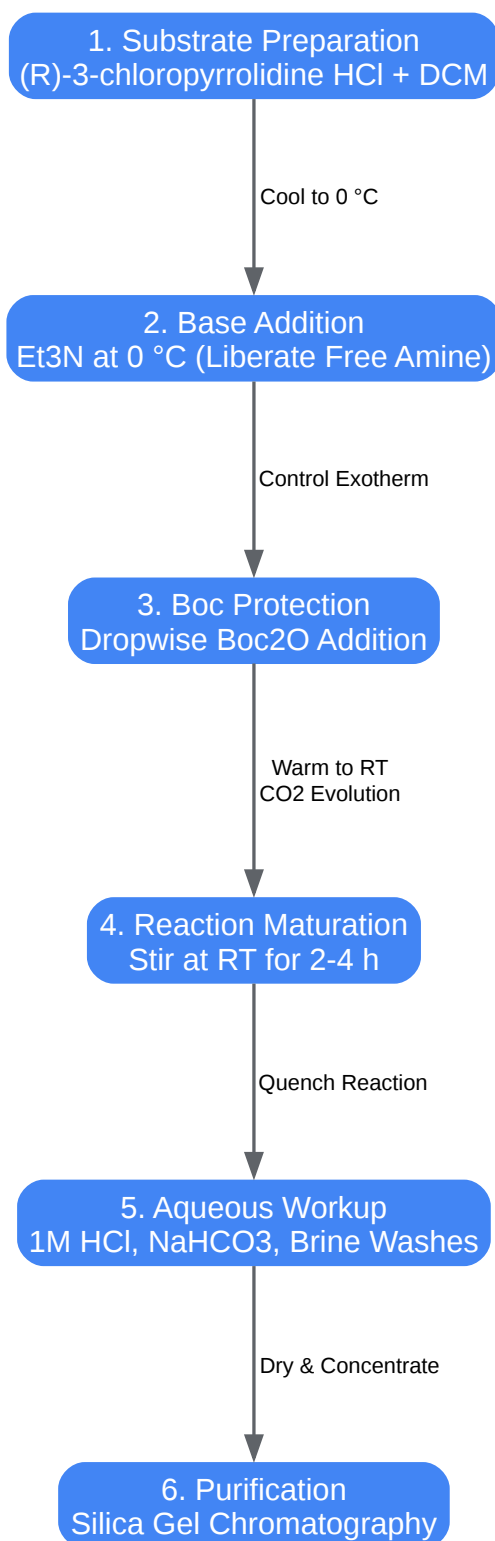 1. Substrate Preparation
(R)-3-chloropyrrolidine HCl + DCM
Cool to 0 °C
2. Base Addition
Et3N at 0 °C (Liberate Free Amine)
Control Exotherm
3. Boc Protection
Dropwise Boc2O Addition
Warm to RT
CO2 Evolution
4. Reaction Maturation
Stir at RT for 2-4 h
Quench Reaction
5. Aqueous Workup
1M HCl, NaHCO3, Brine Washes
Dry & Concentrate
6. Purification
Silica Gel Chromatography